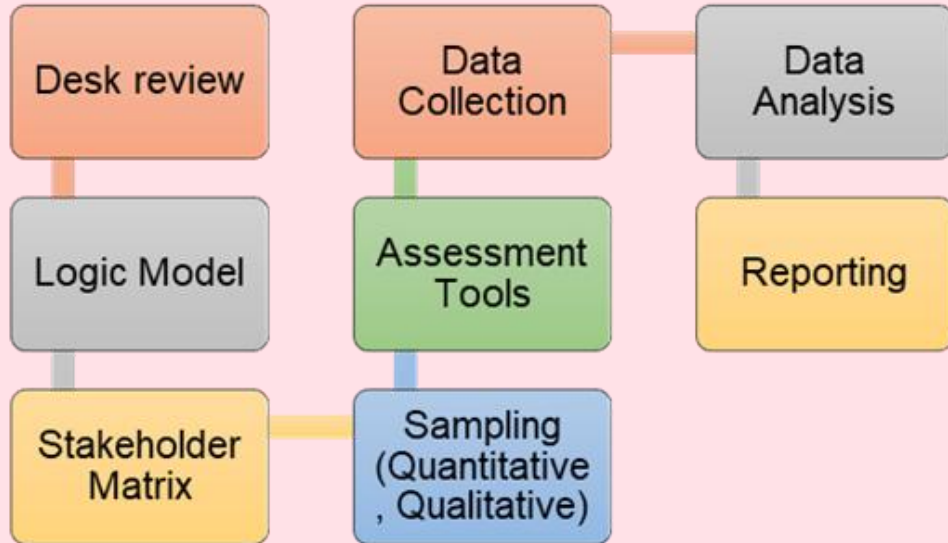 Desk review
Logic Model
Stakeholder
Matrix
Sampling
(Quantitative
, Qualitative)
Assessment
Tools
Data
Collection
Data
Analysis
Reporting